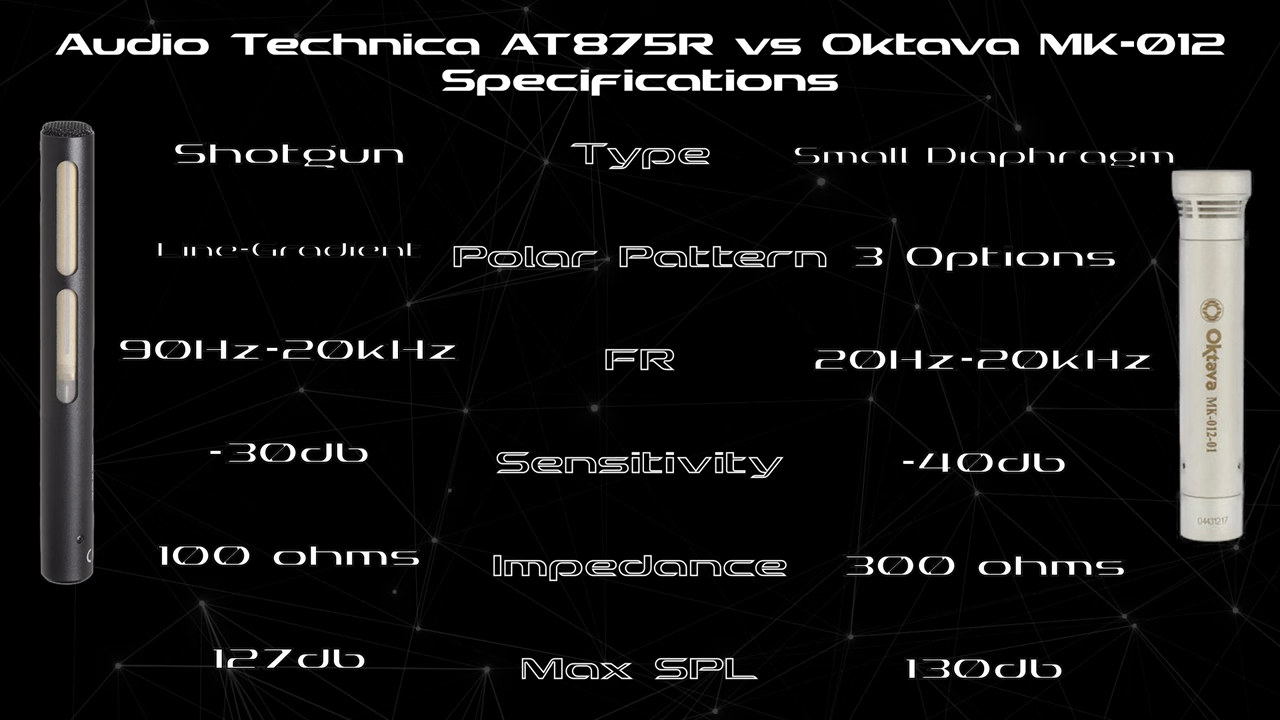 Audio Technica AT875R vs Oktava MK-012
Specifications
Shotgun Type Small Diaphragm
Line-Gradient Polar Pattern 3 Options
90Hz-20kHz FR 20Hz-20kHz
-30db Sensitivity -40db
100 ohms Impedance 300 ohms
127db Max SPL 130db
Oktava MK-012-01
04431217